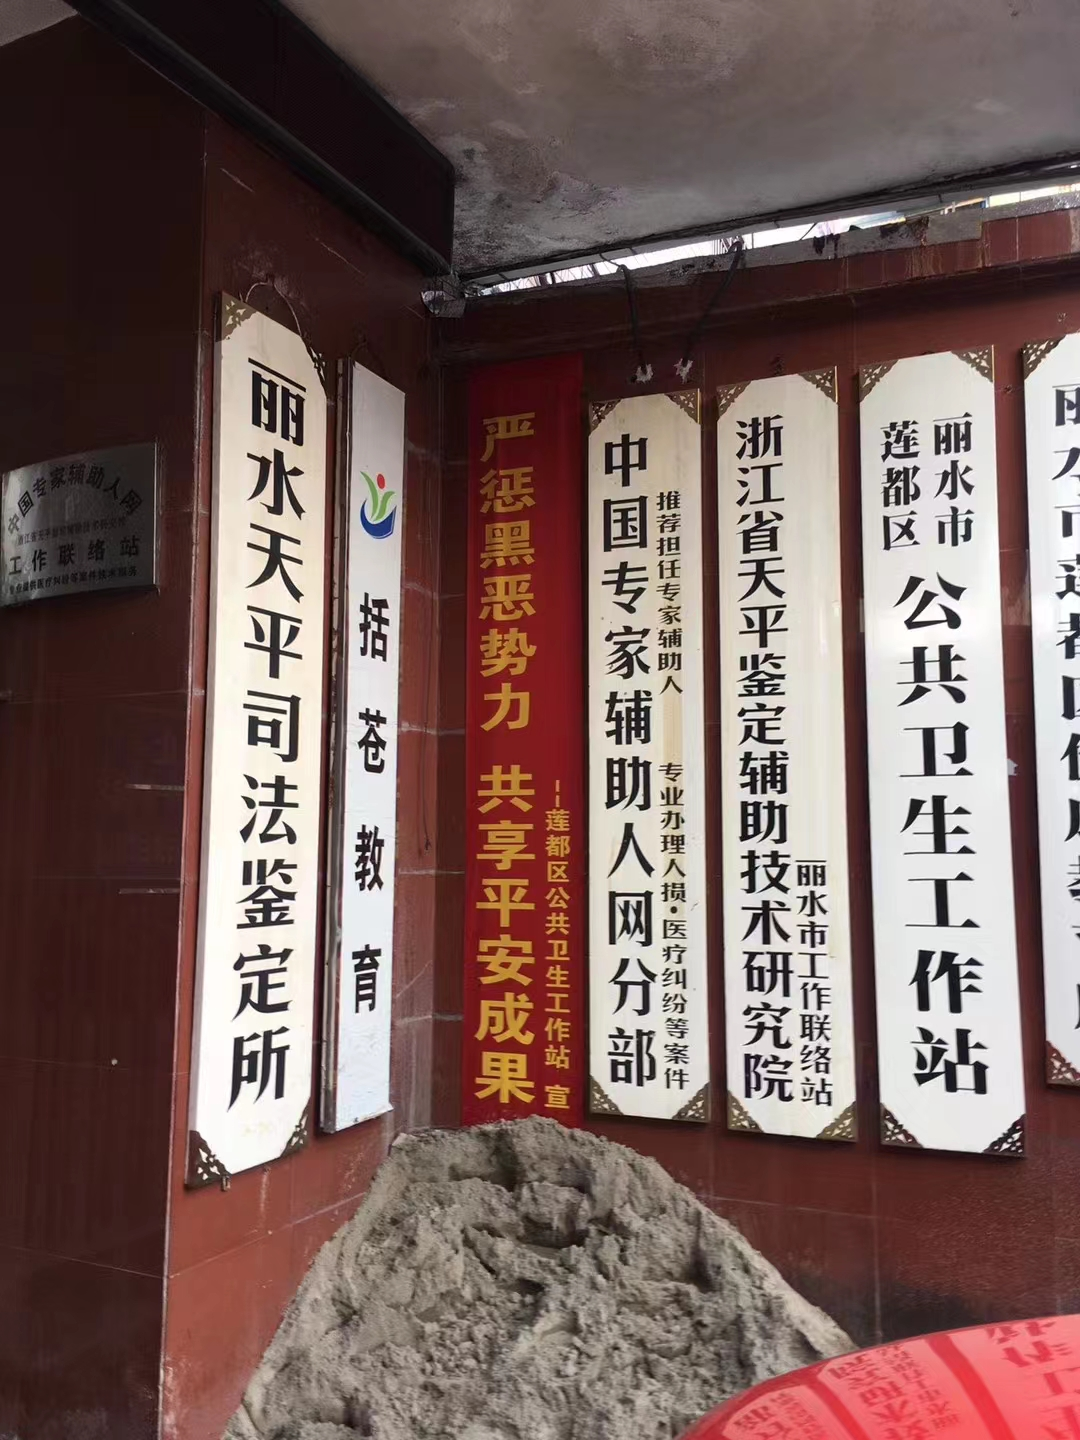 中国专家辅助人网
工作联络站
丽水天平司法鉴定所
括苍教育
严惩黑恶势力 共享平安成果
--莲都区公共卫生工作站 宣
中国专家辅助人网分部
推荐担任专家辅助人 专业办理人损·医疗纠纷等案件
浙江省天平鉴定辅助技术研究院
丽水市工作联络站
丽水市
莲都区
公共卫生工作站